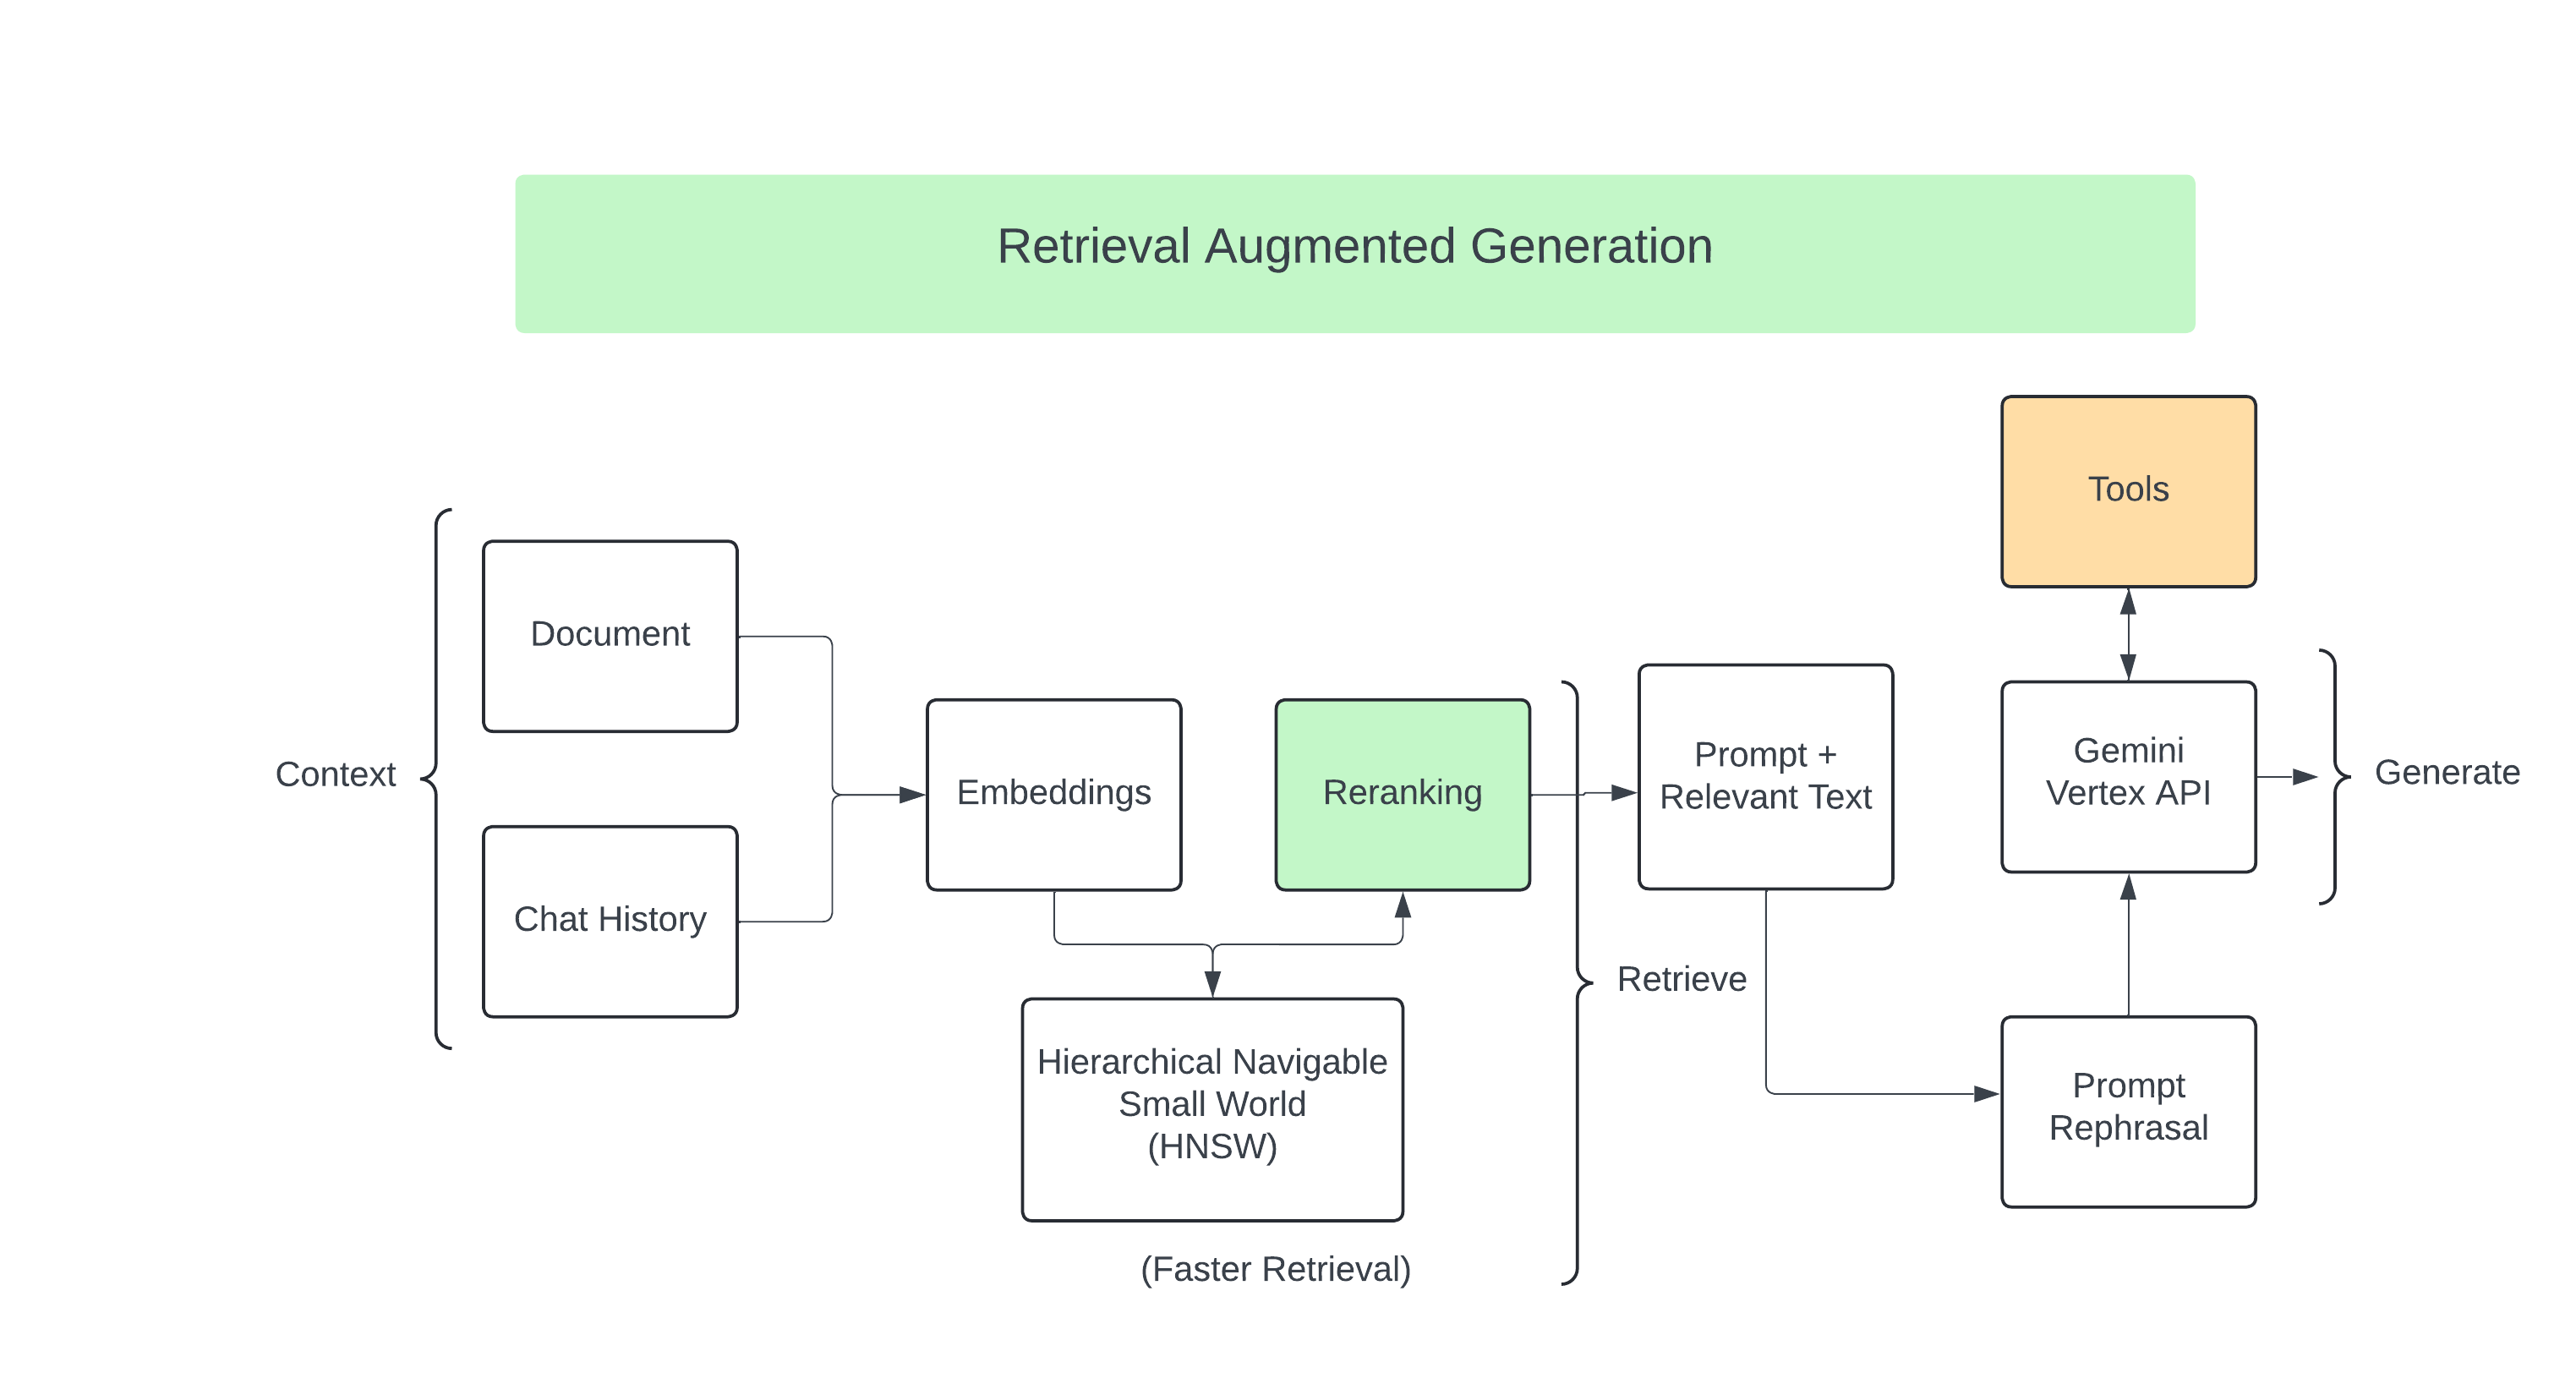 Retrieval Augmented Generation
Tools
Document
Context
Chat History
Embeddings
Reranking
Prompt +
Relevant Text
Gemini
Vertex API
Generate
Retrieve
Hierarchical Navigable
Small World
(HNSW)
Prompt
Rephrasal
(Faster Retrieval)